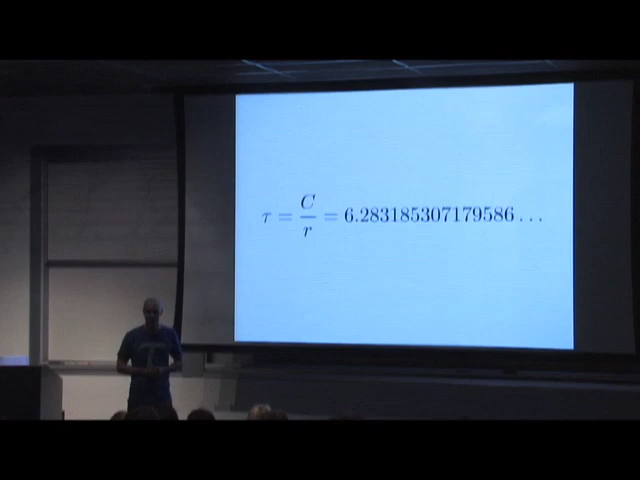 τ = C/r = 6.283185307179586...